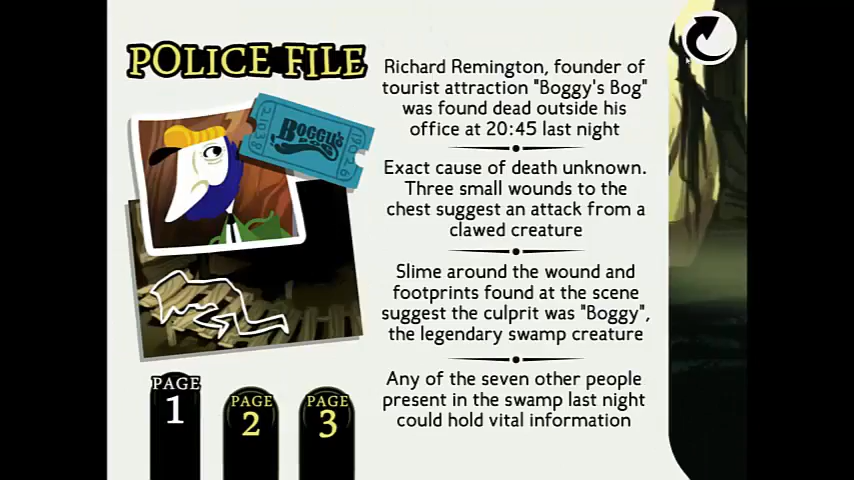 POLICE FILE
Richard Remington, founder of
tourist attraction "Boggy's Bog"
was found dead outside his
office at 20:45 last night
Exact cause of death unknown.
Three small wounds to the
chest suggest an attack from a
clawed creature
Slime around the wound and
footprints found at the scene
suggest the culprit was "Boggy",
the legendary swamp creature
Any of the seven other people
present in the swamp last night
could hold vital information
BOGGY'S
BOG
PAGE
1
PAGE
2
PAGE
3